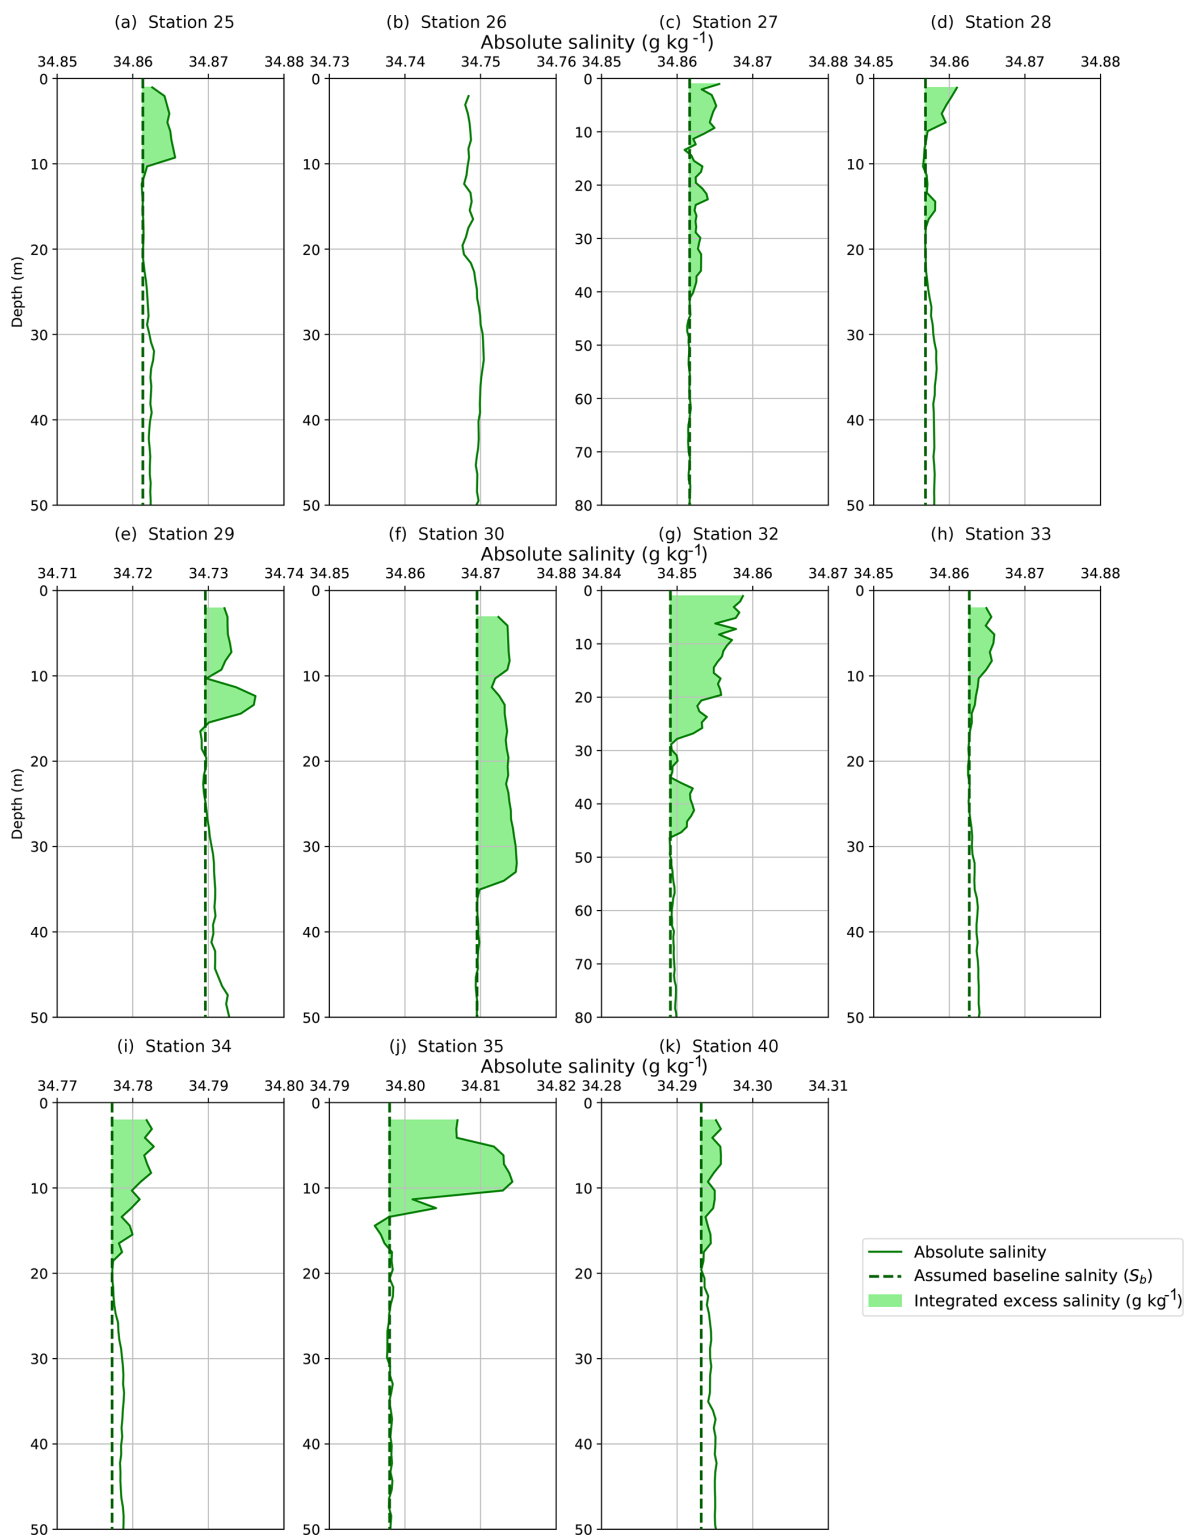 (a)  Station 25
(b)  Station 26
(c)  Station 27
(d)  Station 28
Absolute salinity (g kg⁻¹)
34.85 34.86 34.87 34.88
34.73 34.74 34.75 34.76
34.85 34.86 34.87 34.88
34.85 34.86 34.87 34.88
Depth (m)
0
10
20
30
40
50
0
10
20
30
40
50
0
10
20
30
40
50
60
70
80
0
10
20
30
40
50
(e)  Station 29
(f)  Station 30
(g)  Station 32
(h)  Station 33
Absolute salinity (g kg⁻¹)
34.71 34.72 34.73 34.74
34.85 34.86 34.87 34.88
34.84 34.85 34.86 34.87
34.85 34.86 34.87 34.88
Depth (m)
0
10
20
30
40
50
0
10
20
30
40
50
0
10
20
30
40
50
60
70
80
0
10
20
30
40
50
(i)  Station 34
(j)  Station 35
(k)  Station 40
Absolute salinity (g kg⁻¹)
34.77 34.78 34.79 34.80
34.79 34.80 34.81 34.82
34.28 34.29 34.30 34.31
0
10
20
30
40
50
0
10
20
30
40
50
0
10
20
30
40
50
Absolute salinity
Assumed baseline salnity (S_b)
Integrated excess salinity (g kg⁻¹)